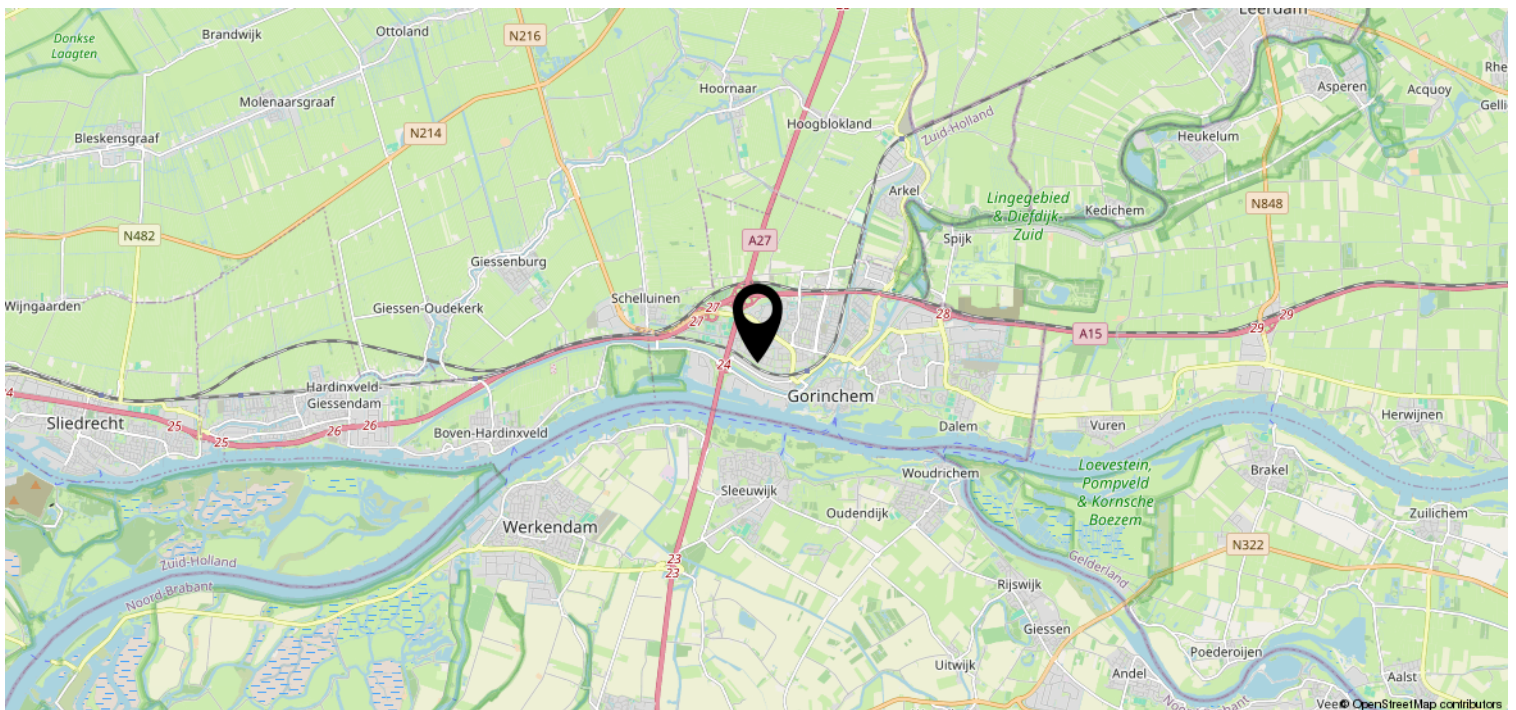 Leerdam
Donkse
Laagten
Brandwijk
Ottoland
N216
Rhe
Hoornaar
Asperen
Acquoy
Gelli
Molenaarsgraaf
Bleskensgraaf
N214
Hoogblokland
Zuid-Holland
Heukelum
Arkel
Lingegebied
& Diefdijk-
Zuid
Kedichem
N848
N482
A27
Spijk
Giessenburg
Wijngaarden
Giessen-Oudekerk
Schelluinen
27
27
28
A15
29
29
24
Hardinxveld-
Giessendam
Gorinchem
Sliedrecht
25
25
26
26
Boven-Hardinxveld
Dalem
Vuren
Herwijnen
Woudrichem
Loevestein,
Pompveld
& Kornsche
Boezem
Brakel
Sleeuwijk
Oudendijk
Zuilichem
Werkendam
N322
23
23
Zuid-Holland
Noord-Brabant
Gelderland
Rijswijk
Giessen
Uitwijk
Andel
Poederoijen
Aalst
© OpenStreetMap contributors